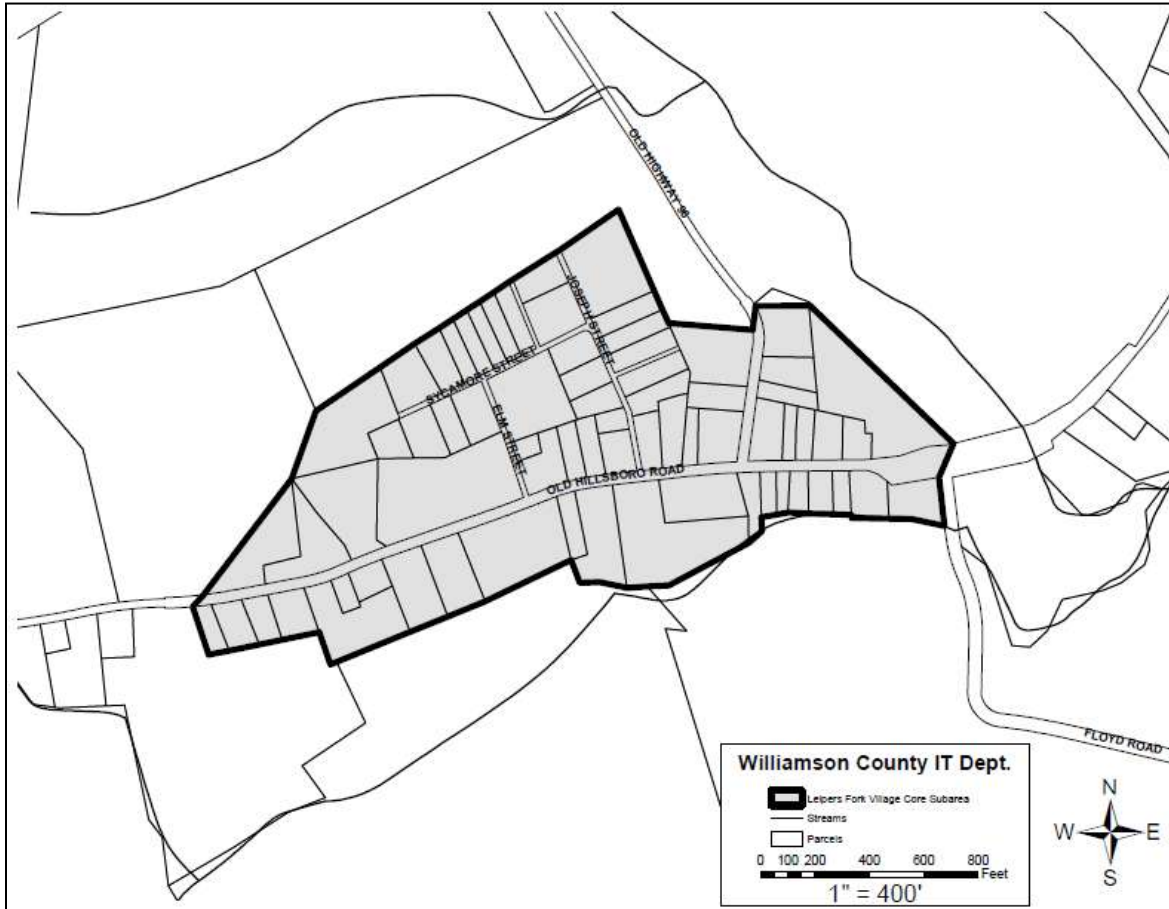 OLD HIGHWAY 96
JOSEPH STREET
SYCAMORE STREET
ELM STREET
OLD HILLSBORO ROAD
FLOYD ROAD
Williamson County IT Dept.
Leipers Fork Village Core Subarea
Streams
Parcels
0 100 200 400 600 800
Feet
1" = 400'
N
W E
S